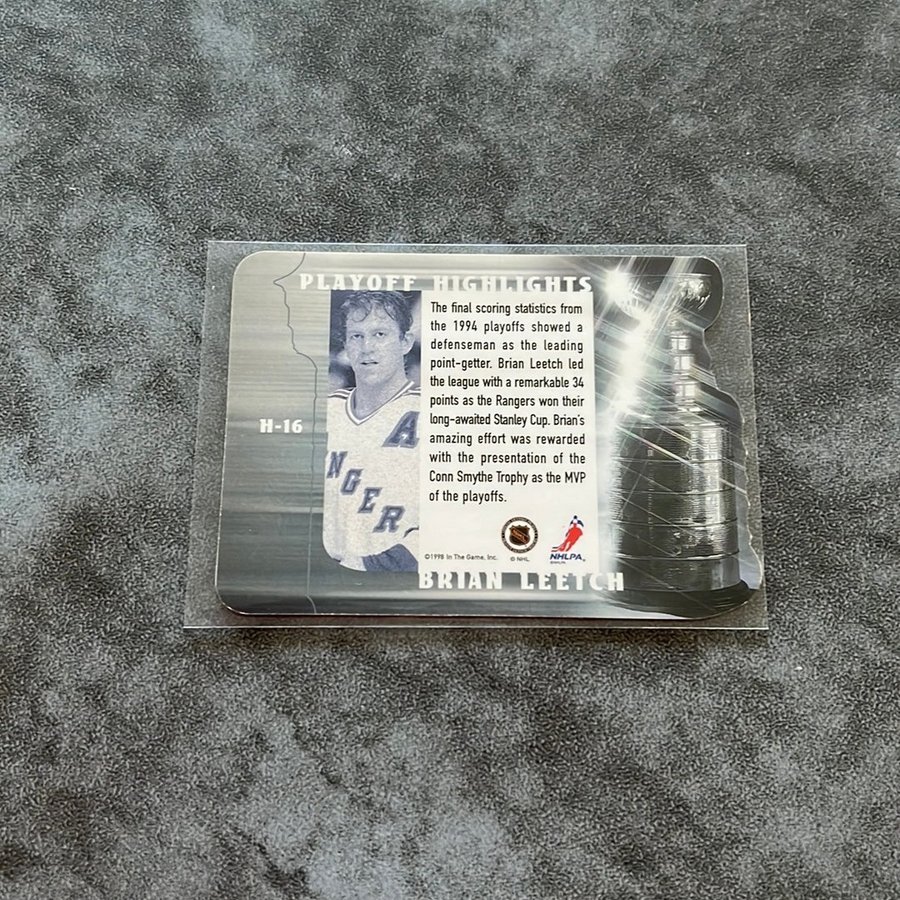 PLAYOFF HIGHLIGHTS
The final scoring statistics from
the 1994 playoffs showed a
defenseman as the leading
point-getter. Brian Leetch led
the league with a remarkable 34
points as the Rangers won their
long-awaited Stanley Cup. Brian's
amazing effort was rewarded
with the presentation of the
Conn Smythe Trophy as the MVP
of the playoffs.
H-16
A
NGER
©1998 In The Game, Inc.
© NHL
NHLPA
BRIAN LEETCH